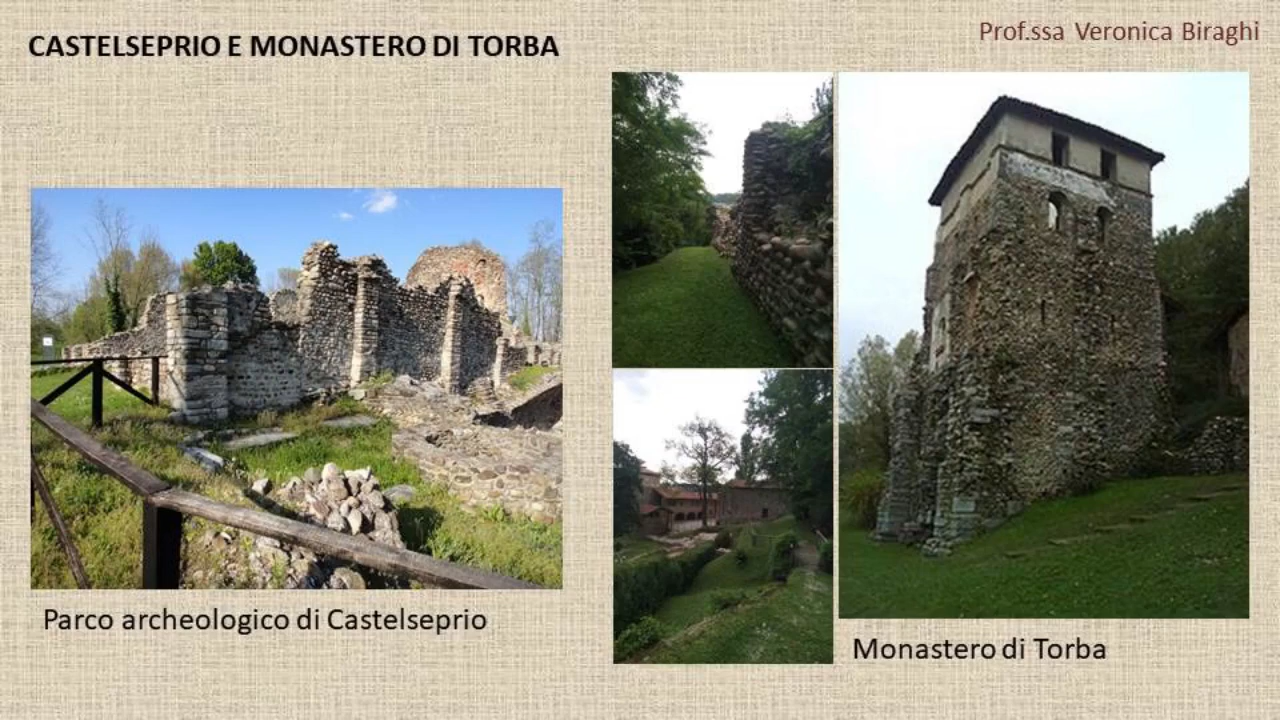 CASTELSEPRIO E MONASTERO DI TORBA
Prof.ssa Veronica Biraghi
Parco archeologico di Castelseprio
Monastero di Torba